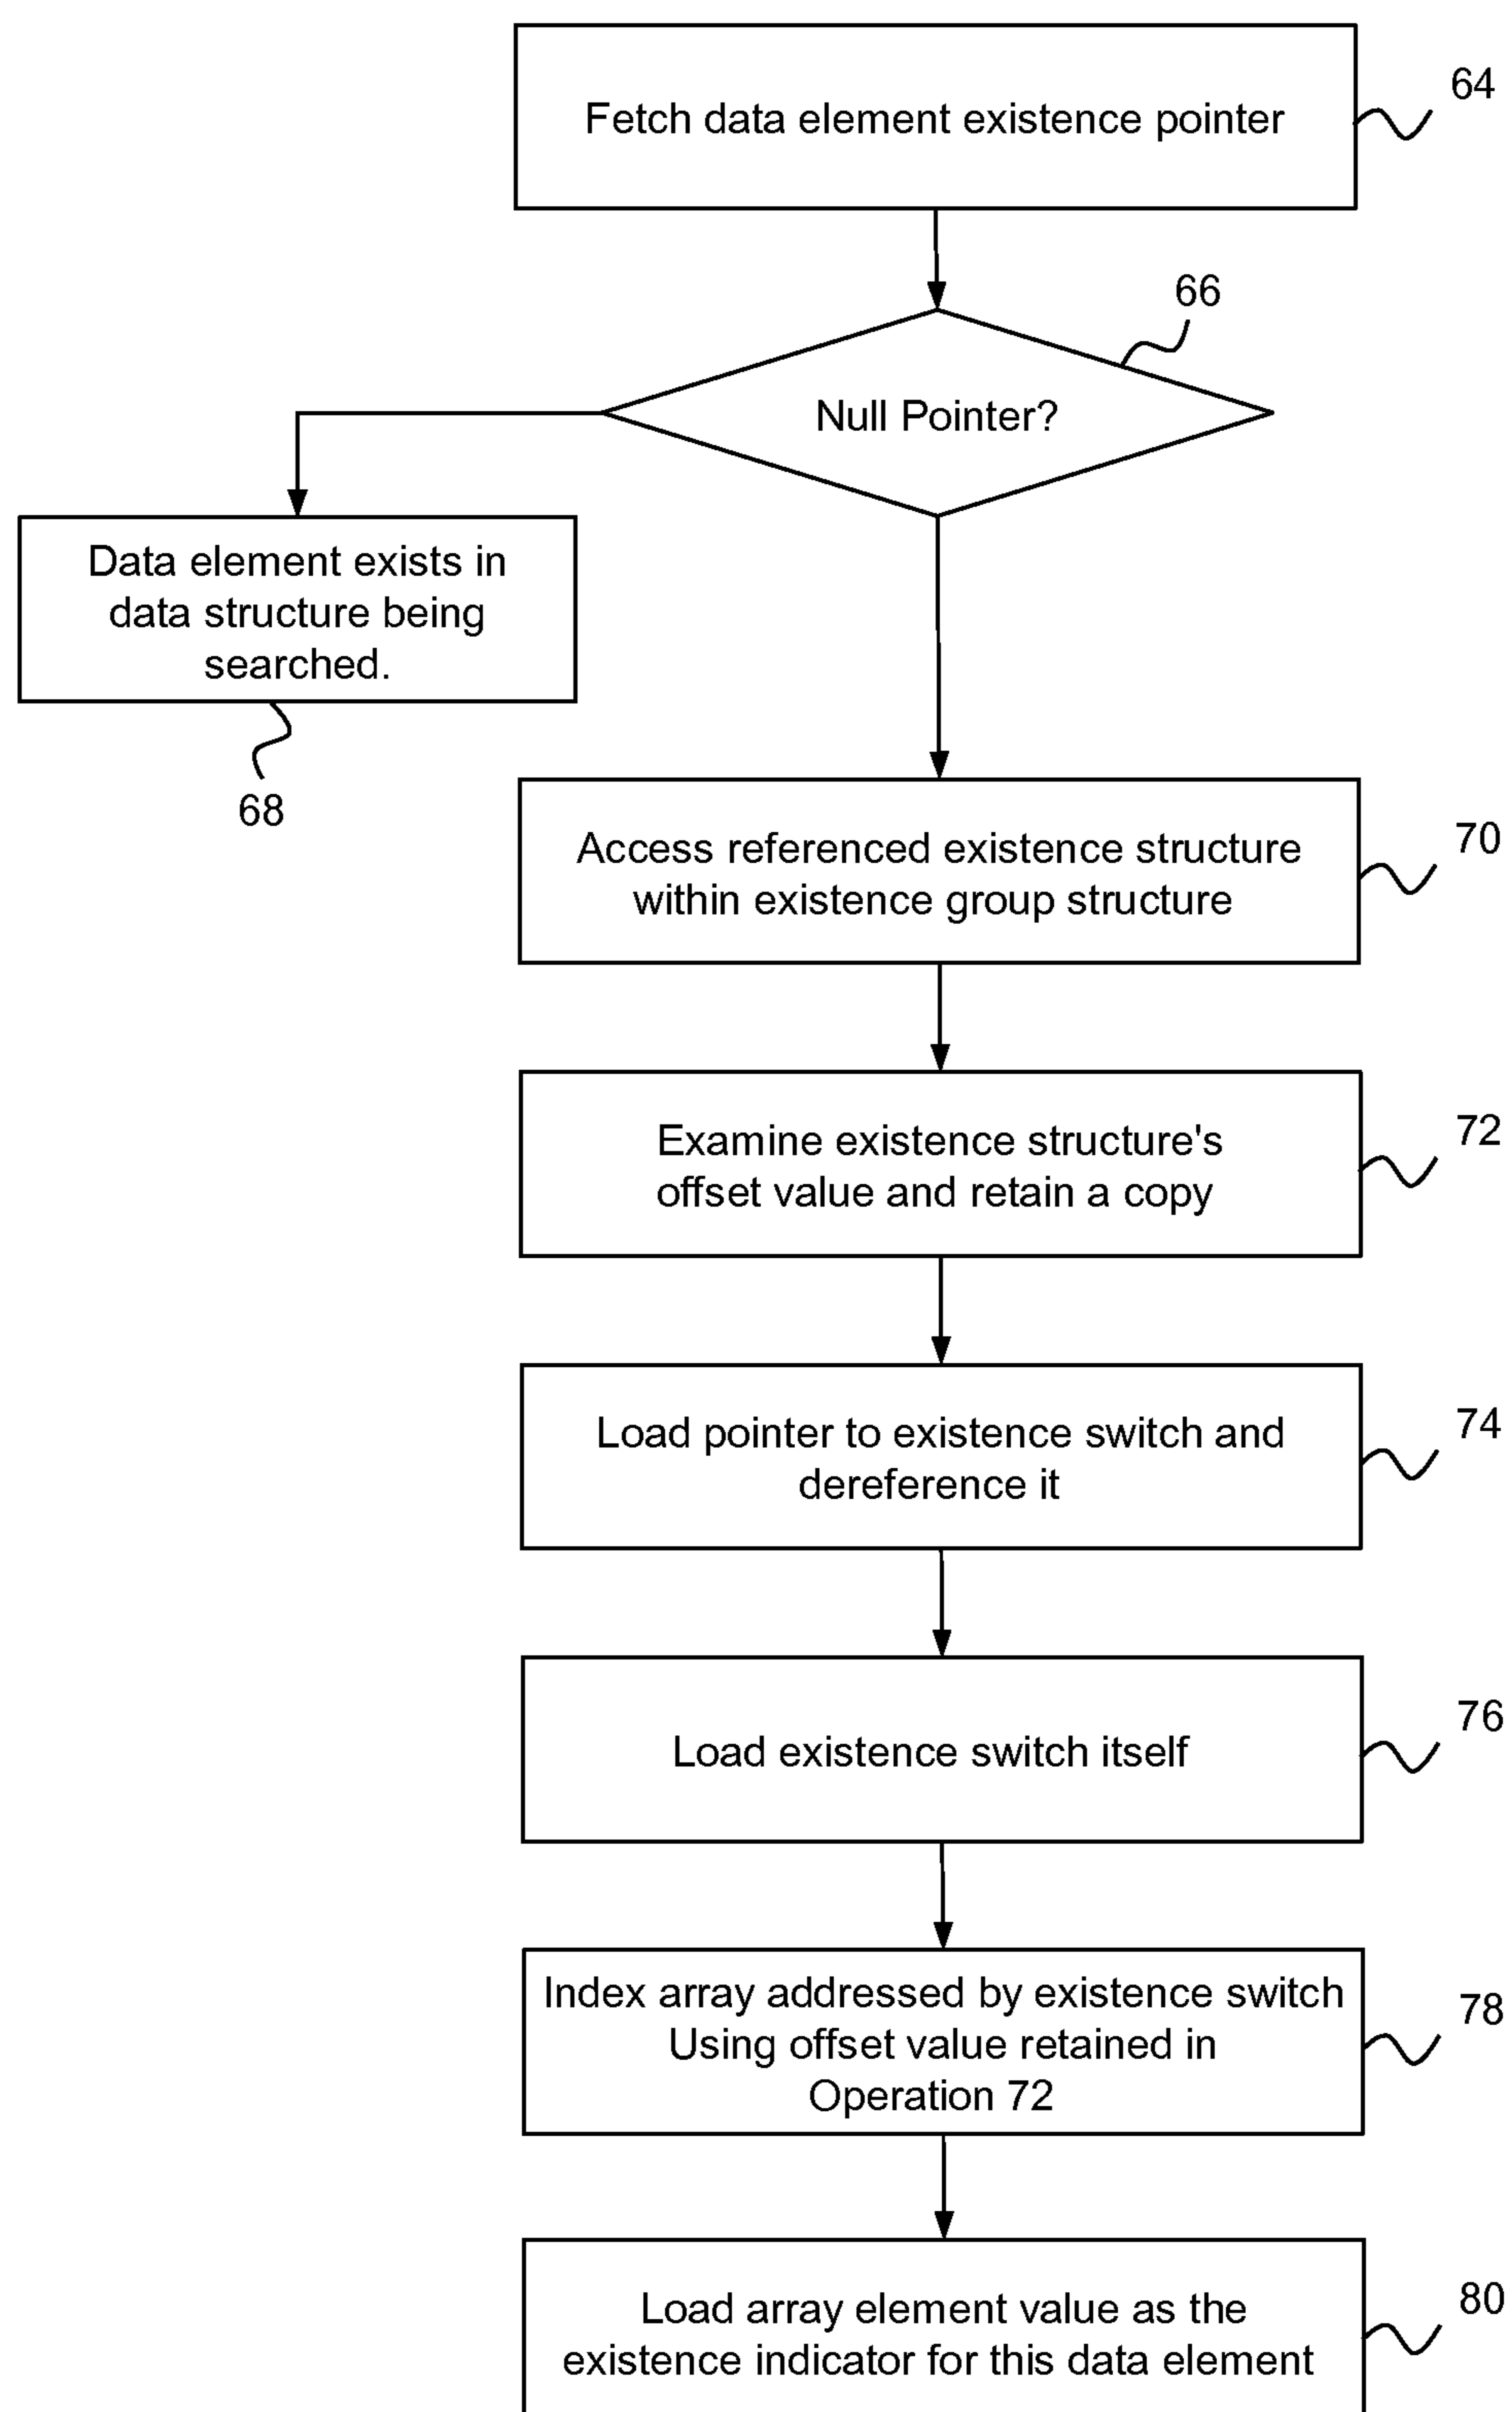 Fetch data element existence pointer
64
66
Null Pointer?
Data element exists in
data structure being
searched.
68
Access referenced existence structure
within existence group structure
70
Examine existence structure's
offset value and retain a copy
72
Load pointer to existence switch and
dereference it
74
Load existence switch itself
76
Index array addressed by existence switch
Using offset value retained in
Operation 72
78
Load array element value as the
existence indicator for this data element
80